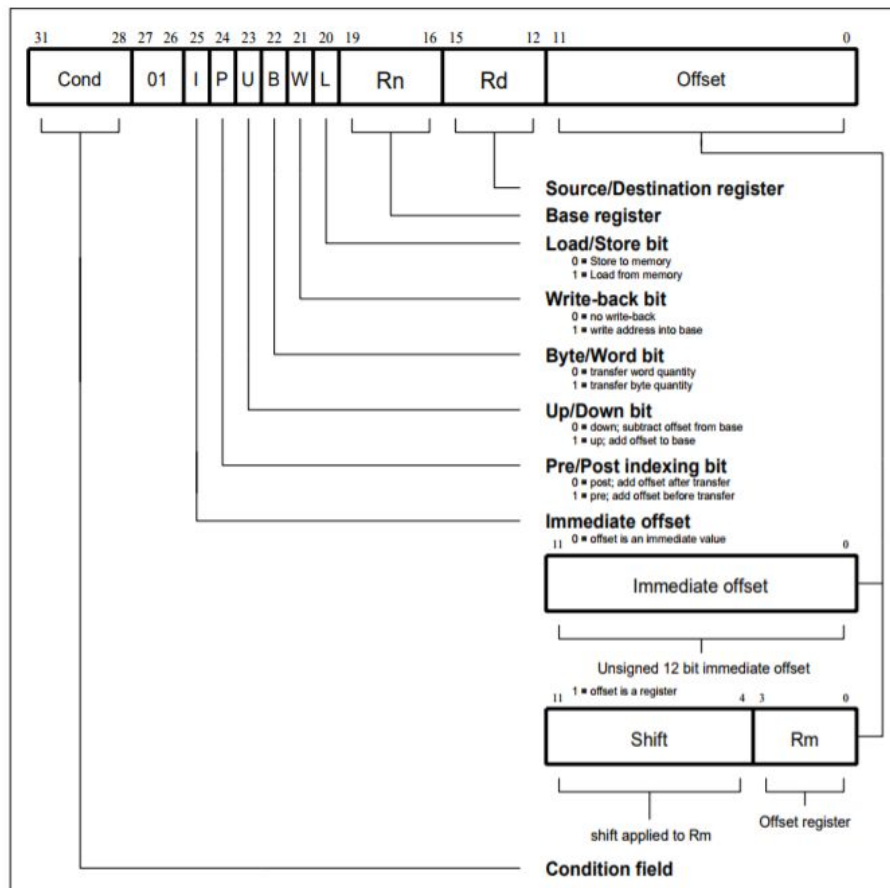 31 28 27 26 25 24 23 22 21 20 19 16 15 12 11 0
Cond 01 I P U B W L Rn Rd Offset
Source/Destination register
Base register
Load/Store bit
0 = Store to memory
1 = Load from memory
Write-back bit
0 = no write-back
1 = write address into base
Byte/Word bit
0 = transfer word quantity
1 = transfer byte quantity
Up/Down bit
0 = down; subtract offset from base
1 = up; add offset to base
Pre/Post indexing bit
0 = post; add offset after transfer
1 = pre; add offset before transfer
Immediate offset
0 = offset is an immediate value
11 0
Immediate offset
Unsigned 12 bit immediate offset
1 = offset is a register
11 4 3 0
Shift Rm
shift applied to Rm Offset register
Condition field